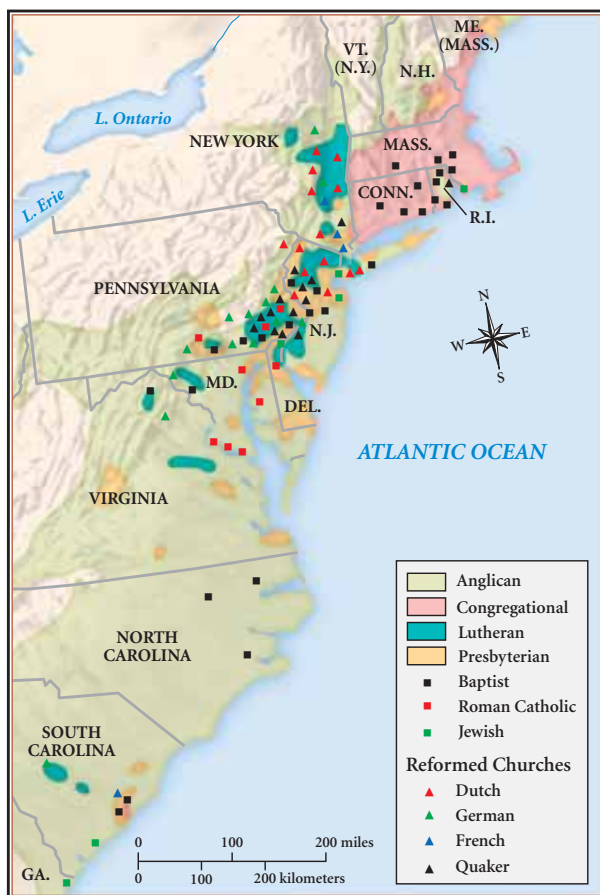 ME.
(MASS.)
VT.
(N.Y.)
N.H.
L. Ontario
NEW YORK
MASS.
L. Erie
CONN.
R.I.
PENNSYLVANIA
N.J.
N
W
E
S
MD.
DEL.
ATLANTIC OCEAN
VIRGINIA
NORTH
CAROLINA
SOUTH
CAROLINA
GA.
0 100 200 miles
0 100 200 kilometers
Anglican
Congregational
Lutheran
Presbyterian
Baptist
Roman Catholic
Jewish
Reformed Churches
Dutch
German
French
Quaker